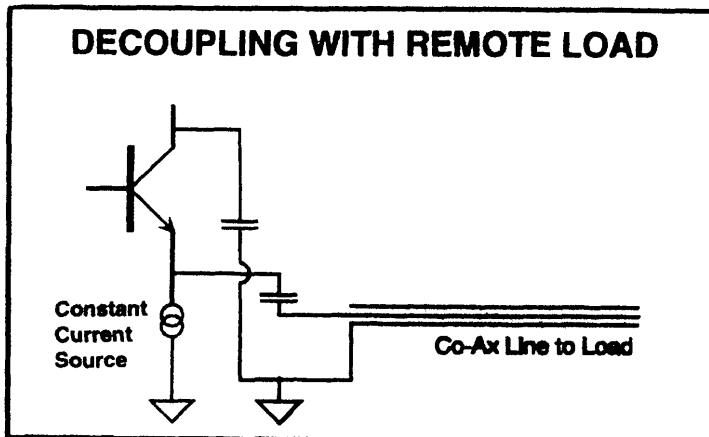 DECOUPLING WITH REMOTE LOAD
Constant
Current
Source
Co-Ax Line to Load